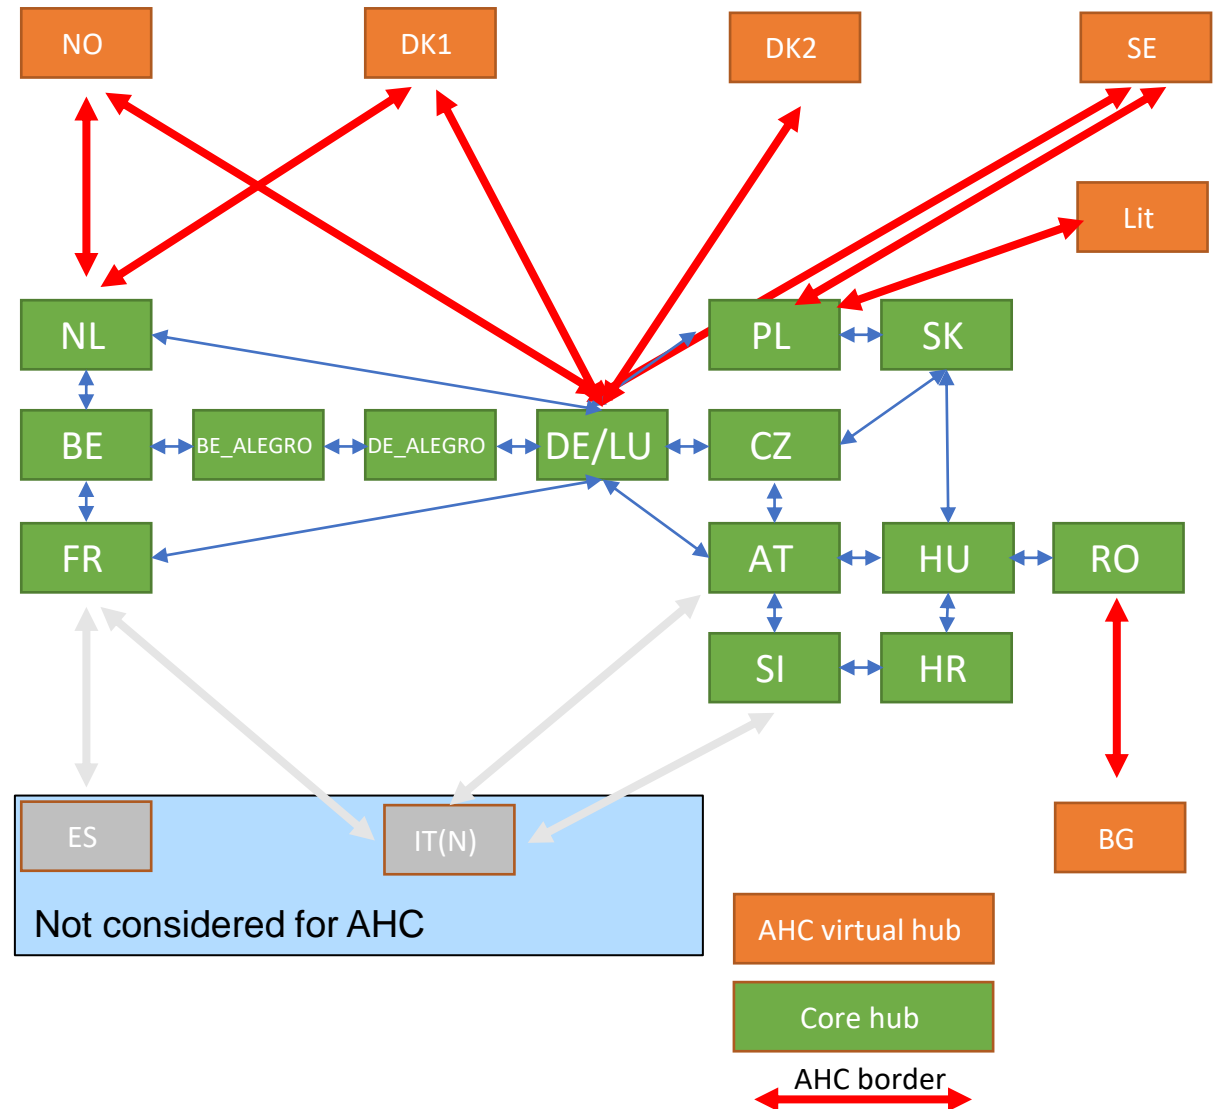 NO
DK1
DK2
SE
Lit
NL
PL
SK
BE
BE_ALEGRO
DE_ALEGRO
DE/LU
CZ
FR
AT
HU
RO
SI
HR
ES
IT(N)
BG
Not considered for AHC
AHC virtual hub
Core hub
AHC border